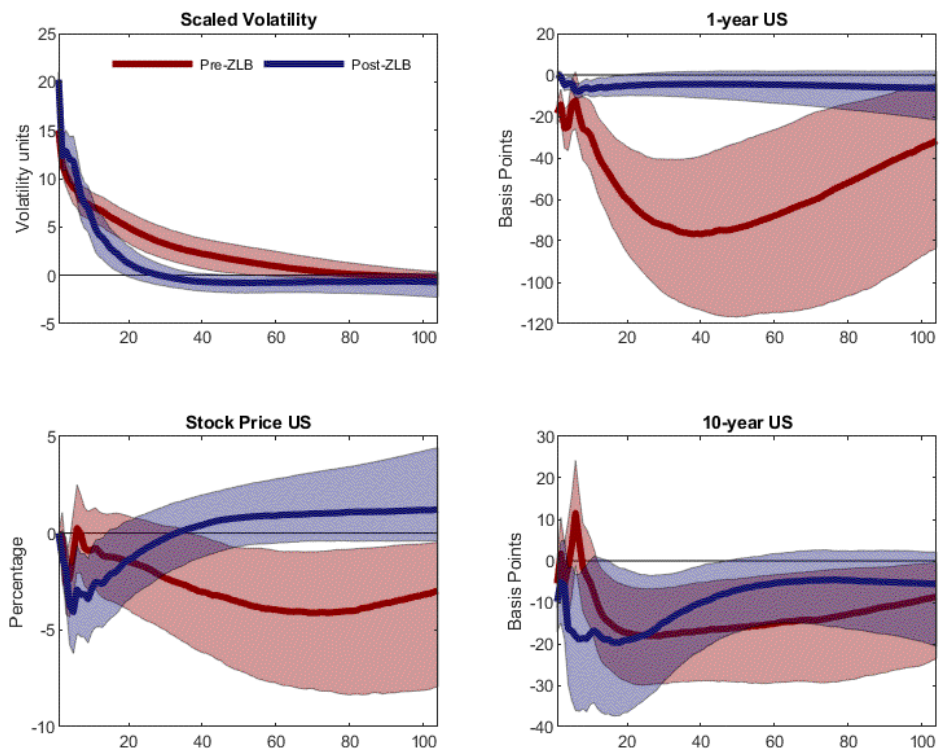 Scaled Volatility
25
20
15
10
5
0
-5
Volatility units
Pre-ZLB
Post-ZLB
20 40 60 80 100
1-year US
20
0
-20
-40
-60
-80
-100
-120
Basis Points
20 40 60 80 100
Stock Price US
5
0
-5
-10
Percentage
20 40 60 80 100
10-year US
30
20
10
0
-10
-20
-30
-40
Basis Points
20 40 60 80 100